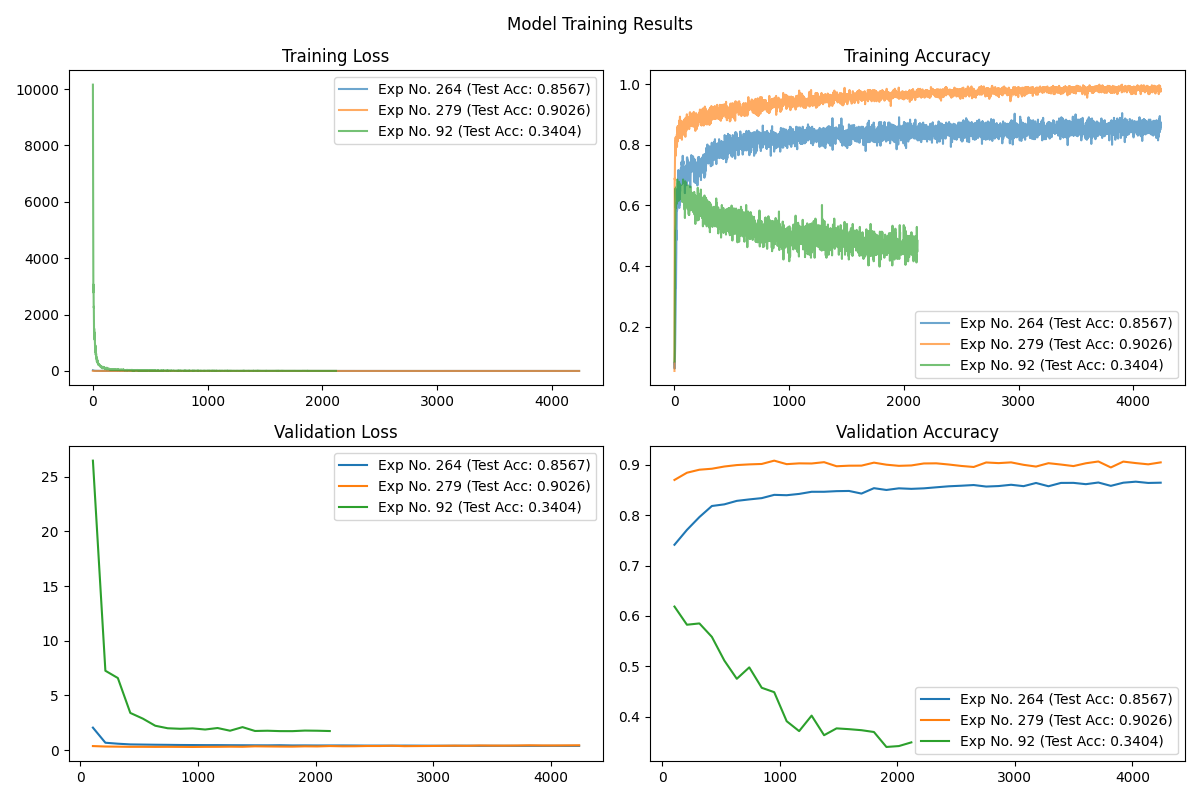 Model Training Results
Training Loss
10000
8000
6000
4000
2000
0
0 1000 2000 3000 4000
Exp No. 264 (Test Acc: 0.8567)
Exp No. 279 (Test Acc: 0.9026)
Exp No. 92 (Test Acc: 0.3404)
Training Accuracy
1.0
0.8
0.6
0.4
0.2
0 1000 2000 3000 4000
Exp No. 264 (Test Acc: 0.8567)
Exp No. 279 (Test Acc: 0.9026)
Exp No. 92 (Test Acc: 0.3404)
Validation Loss
25
20
15
10
5
0
0 1000 2000 3000 4000
Exp No. 264 (Test Acc: 0.8567)
Exp No. 279 (Test Acc: 0.9026)
Exp No. 92 (Test Acc: 0.3404)
Validation Accuracy
0.9
0.8
0.7
0.6
0.5
0.4
0 1000 2000 3000 4000
Exp No. 264 (Test Acc: 0.8567)
Exp No. 279 (Test Acc: 0.9026)
Exp No. 92 (Test Acc: 0.3404)